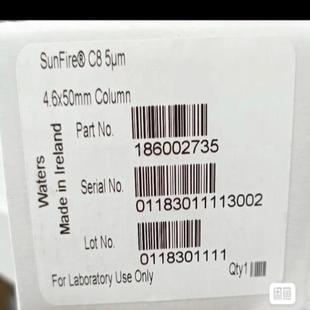 SunFire® C8 5µm
4.6x50mm Column
Part No.
186002735
Serial No.
01183011113002
Lot No.
0118301111
For Laboratory Use Only
Qty1
Waters
Made in Ireland